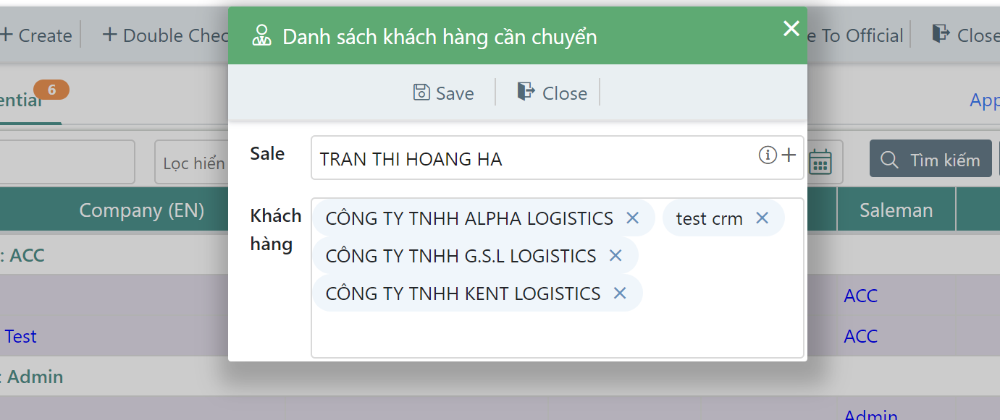 Create
Double Chec
Danh sách khách hàng cần chuyển
e To Official
Close
6
ential
App
Save
Close
Sale
TRAN THI HOANG HA
Lọc hiển
Tìm kiếm
Company (EN)
Saleman
Khách hàng
CÔNG TY TNHH ALPHA LOGISTICS
test crm
CÔNG TY TNHH G.S.L LOGISTICS
CÔNG TY TNHH KENT LOGISTICS
: ACC
ACC
Test
ACC
: Admin
Admin